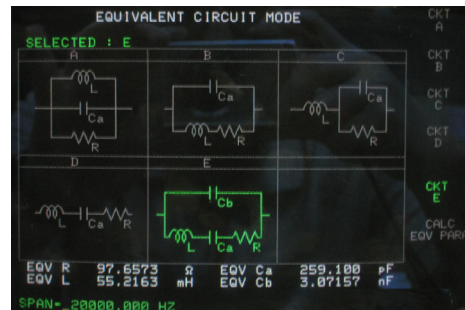 EQUIVALENT CIRCUIT MODE
SELECTED : E
A
B
C
L
Ca
R
Ca
L
R
Ca
L
R
D
E
L
Ca
R
Cb
L
Ca
R
CKT
A
CKT
B
CKT
C
CKT
D
CKT
E
CALC
EQV PARA
EQV R 97.6573 Ω EQV Ca 259.100 pF
EQV L 55.2163 mH EQV Cb 3.07157 nF
SPAN= 20000.000 HZ